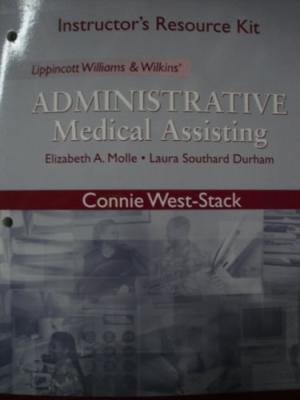 Instructor's Resource Kit
Lippincott Williams & Wilkins'
ADMINISTRATIVE
Medical Assisting
Elizabeth A. Molle • Laura Southard Durham
Connie West-Stack